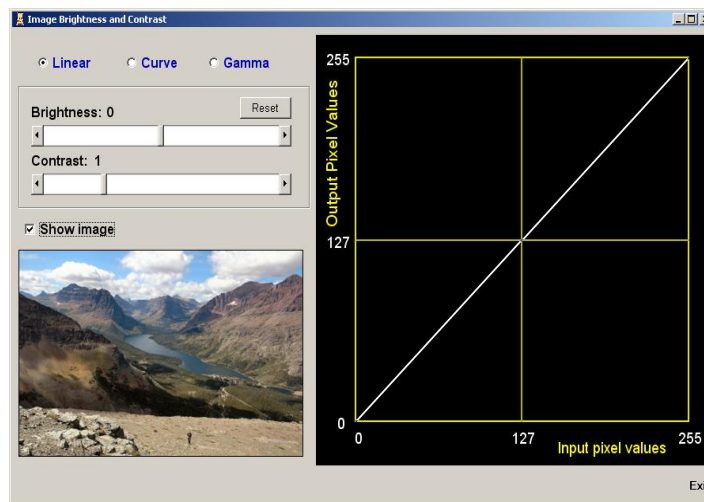 Image Brightness and Contrast
Linear Curve Gamma
Brightness: 0 Reset
Contrast: 1
Show image
255
Output Pixel Values
127
0
0 127 255
Input pixel values